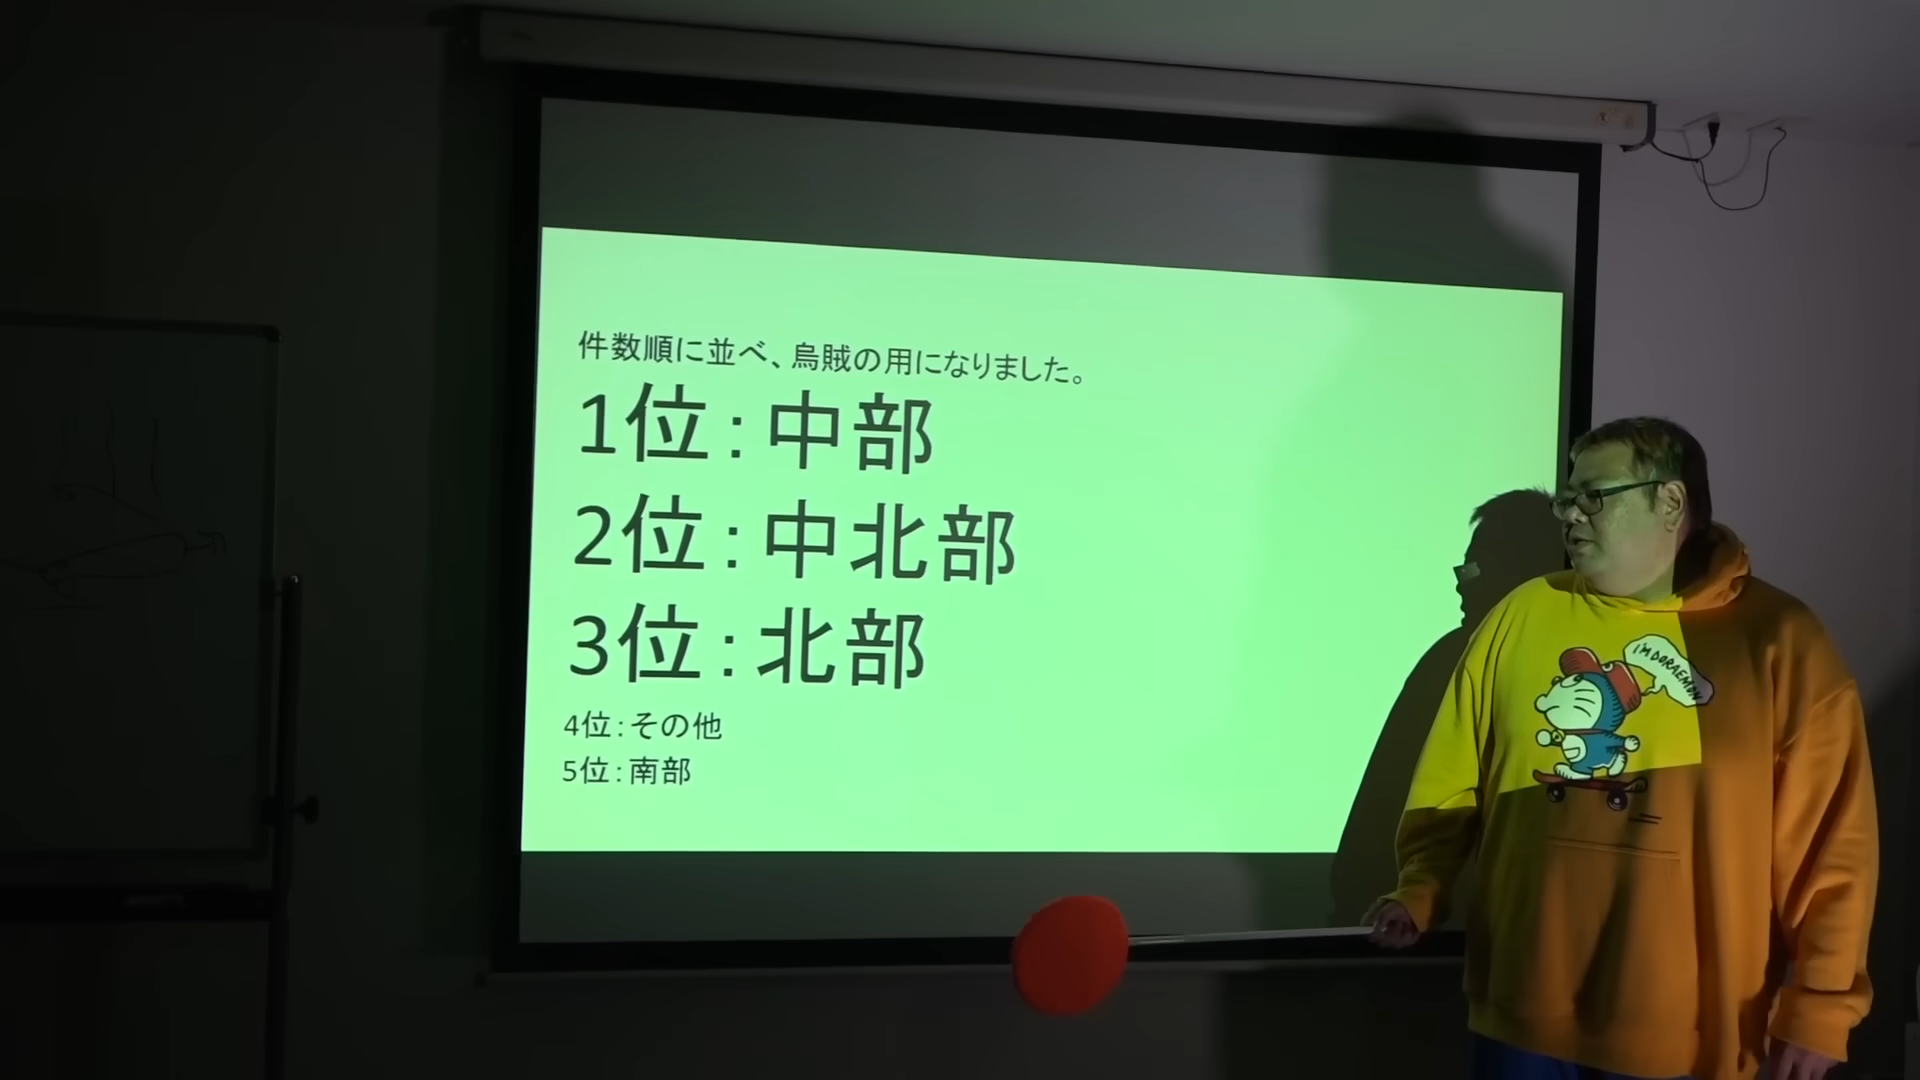 件数順に並べ、烏賊の用になりました。
1位：中部
2位：中北部
3位：北部
4位：その他
5位：南部
I'M DORAEMON